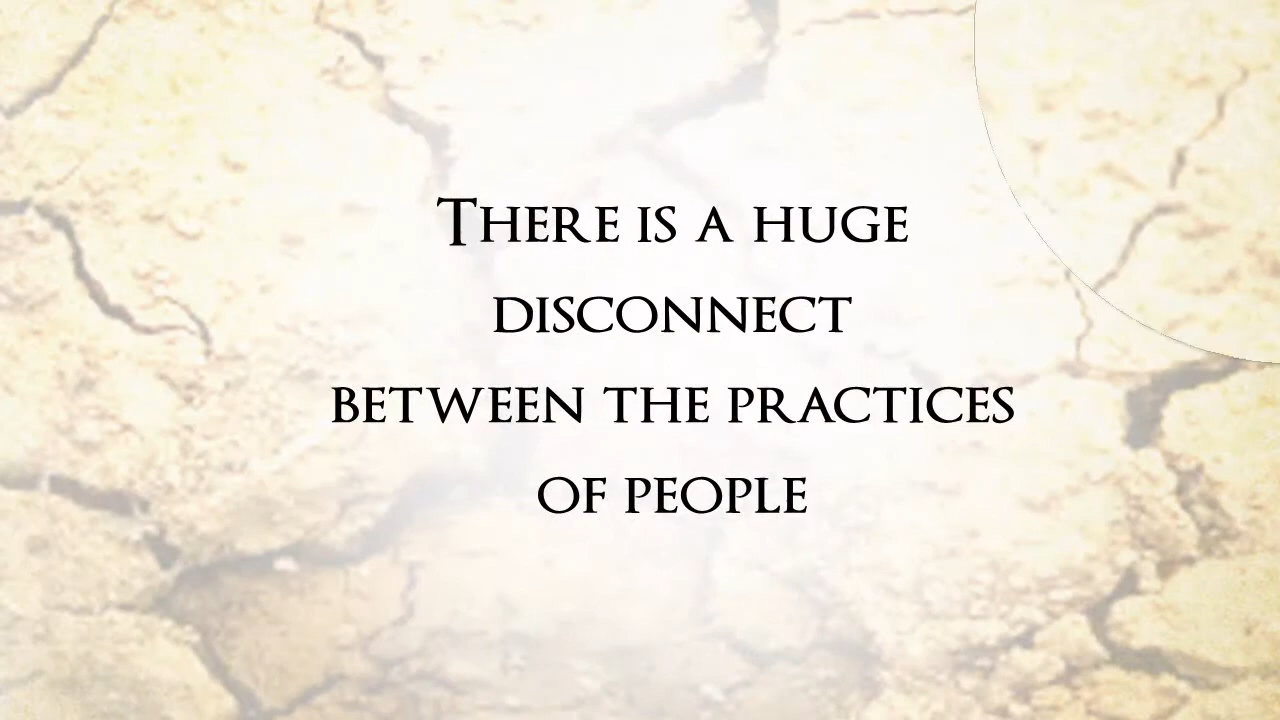 There is a huge
disconnect
between the practices
of people